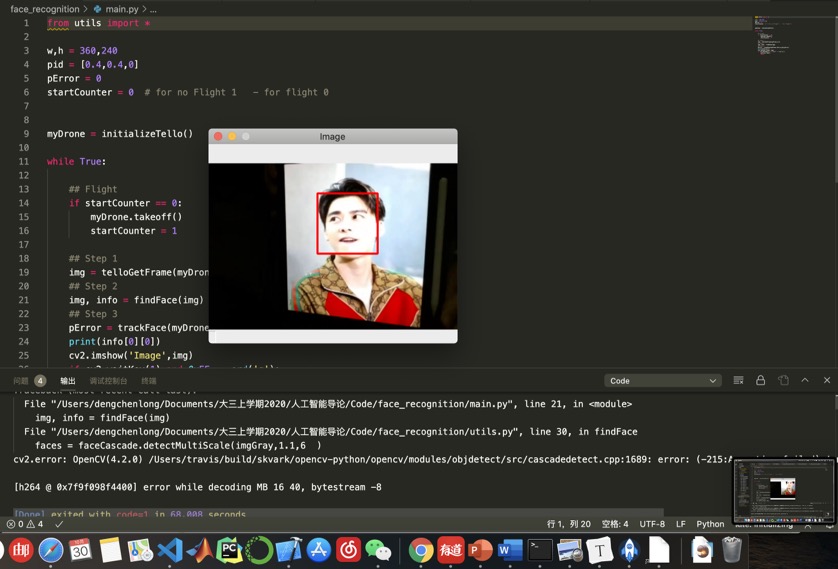 face_recognition > main.py > ...
1 from utils import *
2
3 w,h = 360,240
4 pid = [0.4,0.4,0]
5 pError = 0
6 startCounter = 0 # for no Flight 1 - for flight 0
7
8
9 myDrone = initializeTello()
10
11 while True:
12
13 ## Flight
14 if startCounter == 0:
15 myDrone.takeoff()
16 startCounter = 1
17
18 ## Step 1
19 img = telloGetFrame(myDron
20 ## Step 2
21 img, info = findFace(img)
22 ## Step 3
23 pError = trackFace(myDrone
24 print(info[0][0])
25 cv2.imshow('Image',img)
Image
问题 4 输出 调试控制台 终端 Code
File "/Users/dengchenlong/Documents/大三上学期2020/人工智能导论/Code/face_recognition/main.py", line 21, in <module>
img, info = findFace(img)
File "/Users/dengchenlong/Documents/大三上学期2020/人工智能导论/Code/face_recognition/utils.py", line 30, in findFace
faces = faceCascade.detectMultiScale(imgGray,1.1,6 )
cv2.error: OpenCV(4.2.0) /Users/travis/build/skvark/opencv-python/opencv/modules/objdetect/src/cascadedetect.cpp:1689: error: (-215:
[h264 @ 0x7f9f098f4400] error while decoding MB 16 40, bytestream -8
[Done] exited with code=1 in 68.008 seconds
0 4 行 1, 列 20 空格: 4 UTF-8 LF Python
30 PC 有道 P W T